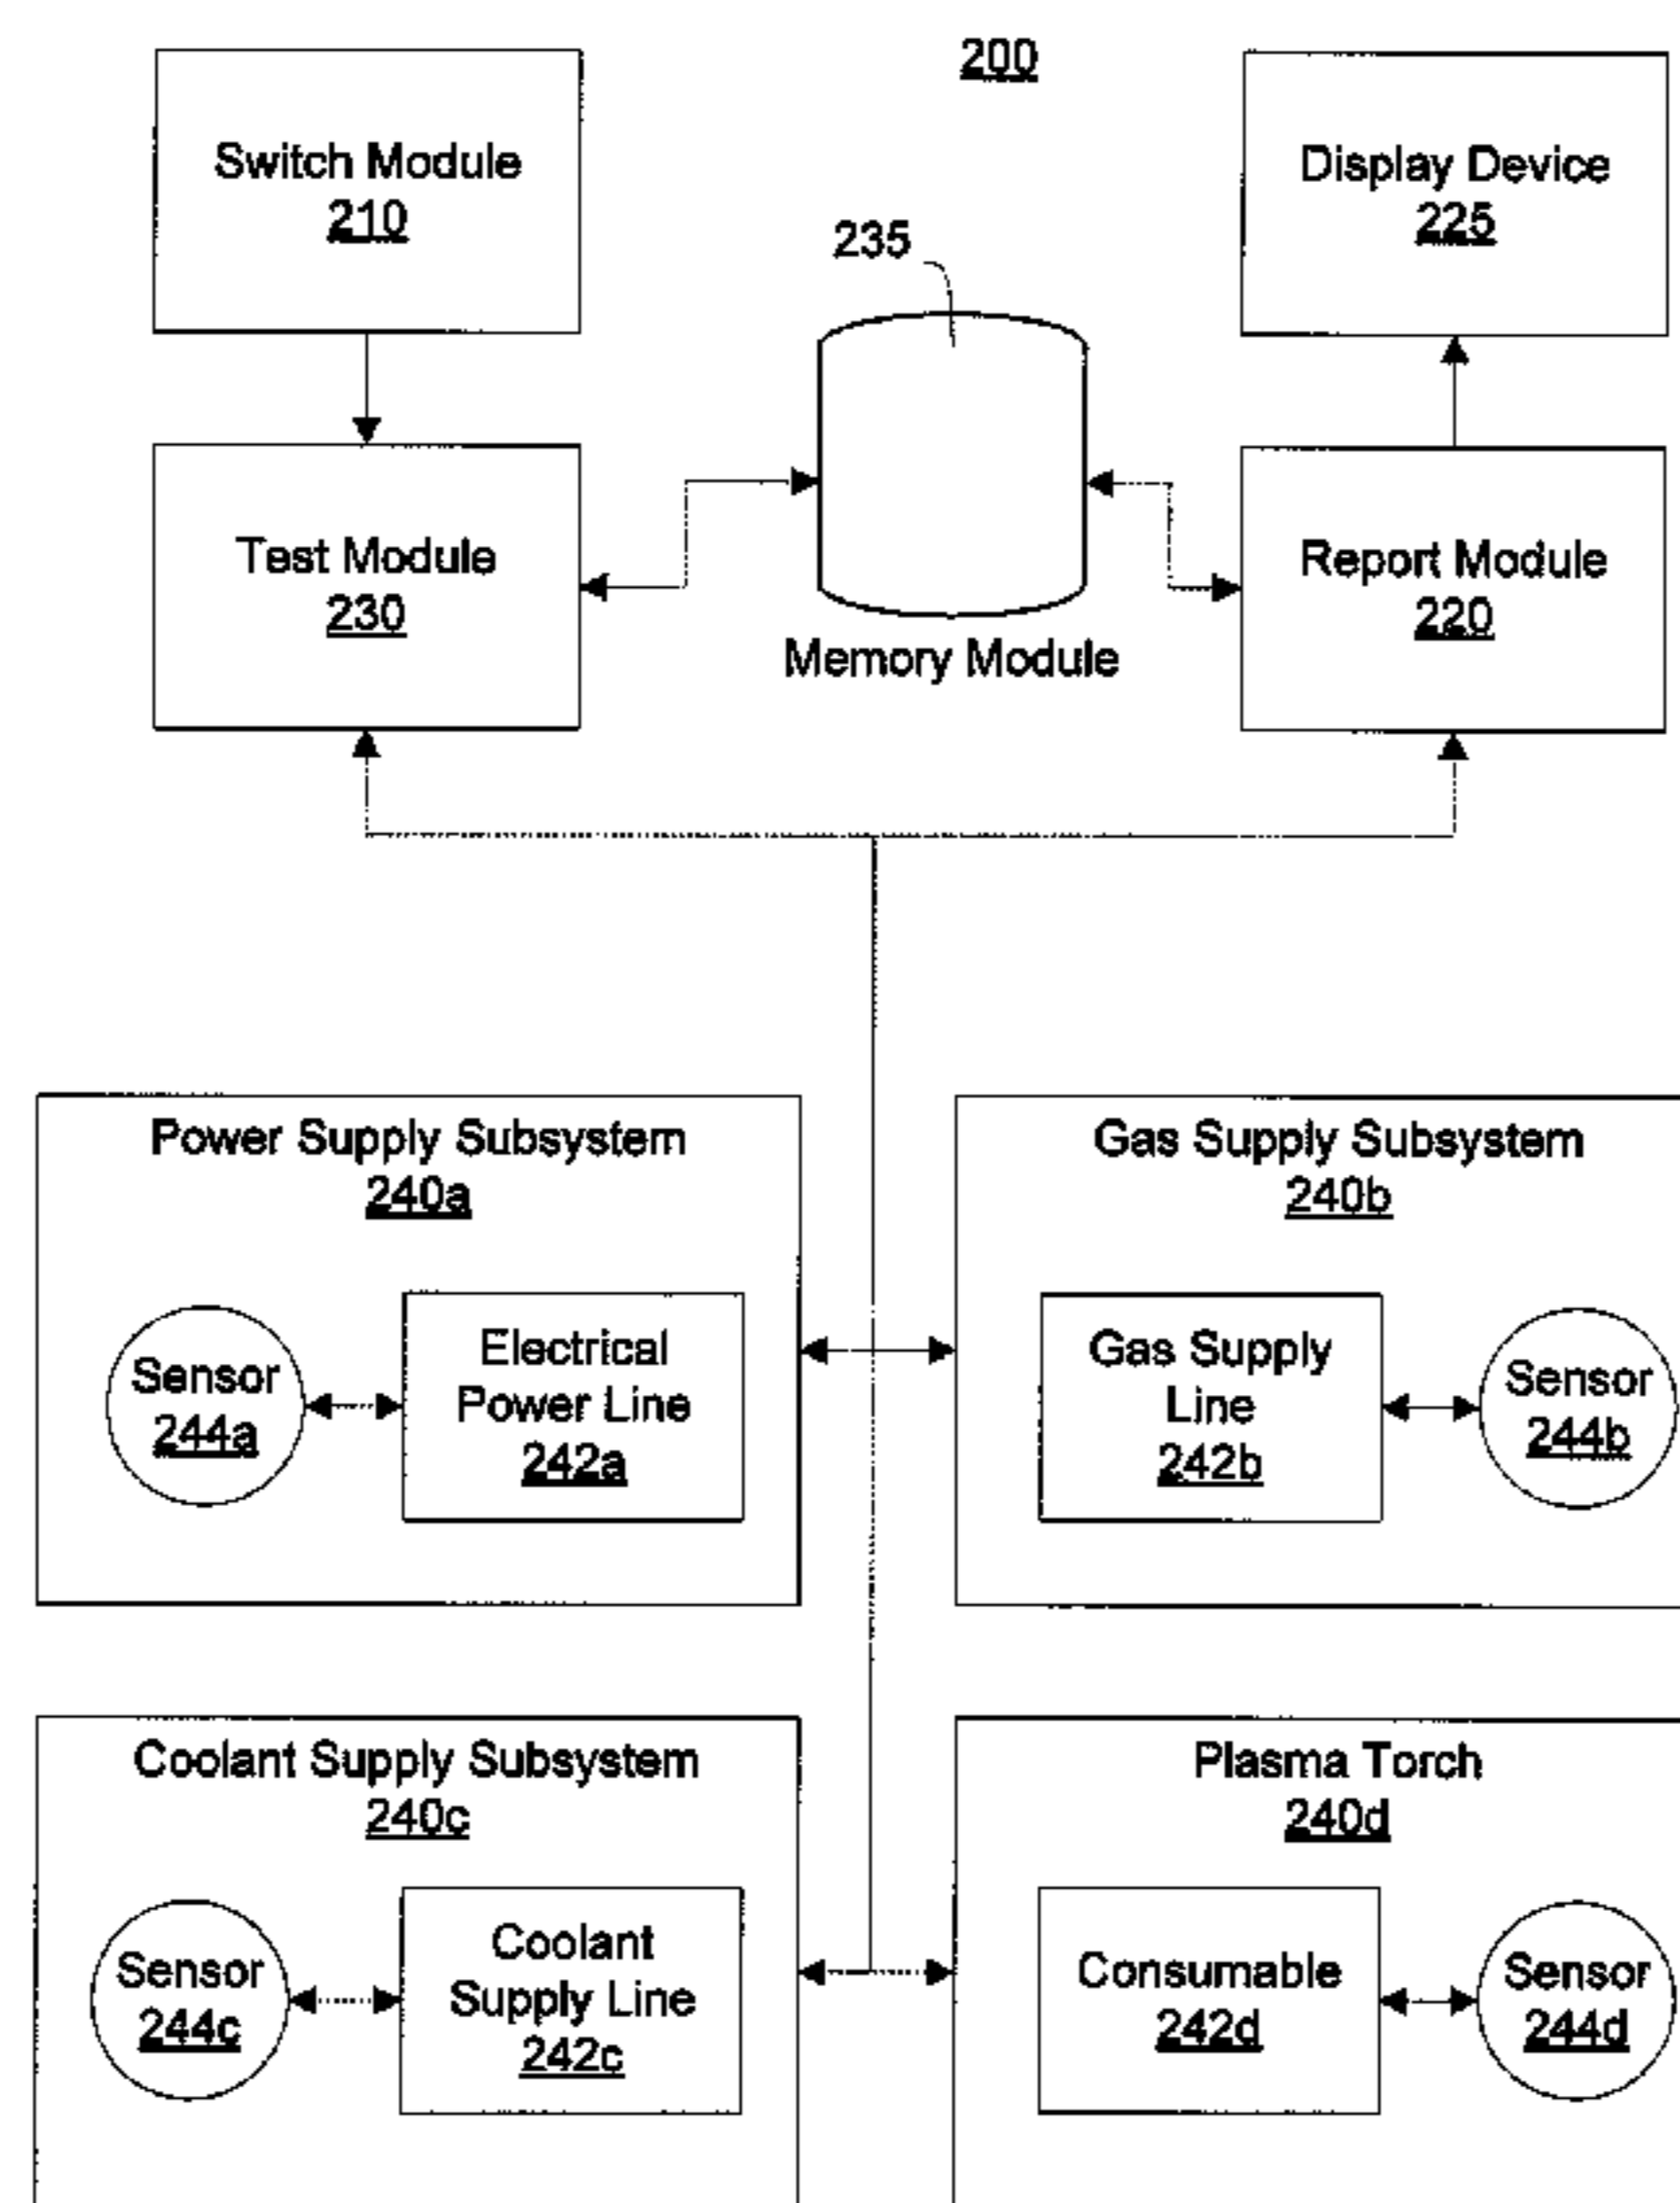 200
Switch Module
210
Display Device
225
235
Test Module
230
Memory Module
Report Module
220
Power Supply Subsystem
240a
Sensor
244a
Electrical
Power Line
242a
Gas Supply Subsystem
240b
Gas Supply
Line
242b
Sensor
244b
Coolant Supply Subsystem
240c
Sensor
244c
Coolant
Supply Line
242c
Plasma Torch
240d
Consumable
242d
Sensor
244d